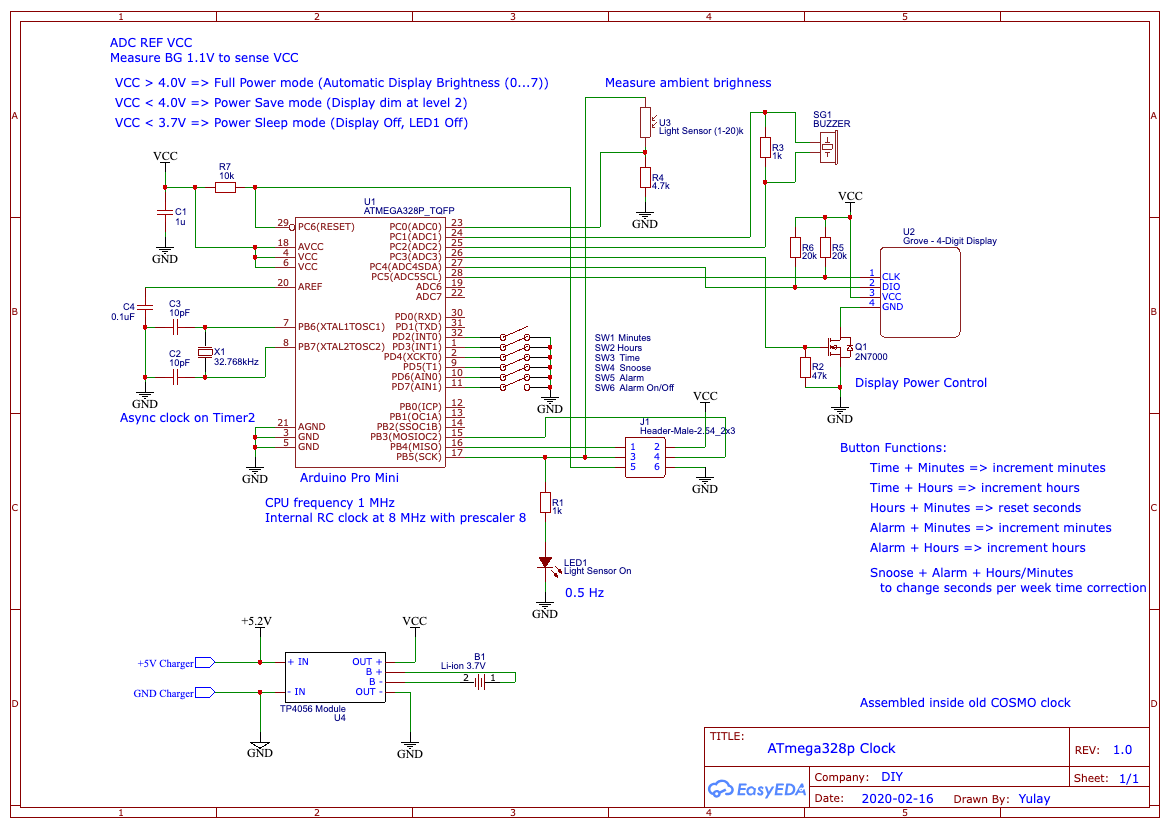 1 2 3 4 5
A
B
C
D
A
B
C
D
ADC REF VCC
Measure BG 1.1V to sense VCC
VCC > 4.0V => Full Power mode (Automatic Display Brightness (0...7))
VCC < 4.0V => Power Save mode (Display dim at level 2)
VCC < 3.7V => Power Sleep mode (Display Off, LED1 Off)
Measure ambient brighness
U3
Light Sensor (1-20)k
R4
4.7k
GND
R3
1k
SG1
BUZZER
VCC
R7
10k
C1
1u
GND
U1
ATMEGA328P_TQFP
29 PC6(RESET)
18 AVCC
4 VCC
6 VCC
20 AREF
7 PB6(XTAL1TOSC1)
8 PB7(XTAL2TOSC2)
21 AGND
3 GND
5 GND
PC0(ADC0) 23
PC1(ADC1) 24
PC2(ADC2) 25
PC3(ADC3) 26
PC4(ADC4SDA) 27
PC5(ADC5SCL) 28
ADC6 19
ADC7 22
PD0(RXD) 30
PD1(TXD) 31
PD2(INT0) 32
PD3(INT1) 1
PD4(XCKT0) 2
PD5(T1) 9
PD6(AIN0) 10
PD7(AIN1) 11
PB0(ICP) 12
PB1(OC1A) 13
PB2(SSOC1B) 14
PB3(MOSIOC2) 15
PB4(MISO) 16
PB5(SCK) 17
C4
0.1uF
C3
10pF
C2
10pF
X1
32.768kHz
GND
Async clock on Timer2
GND
Arduino Pro Mini
CPU frequency 1 MHz
Internal RC clock at 8 MHz with prescaler 8
SW1 Minutes
SW2 Hours
SW3 Time
SW4 Snoose
SW5 Alarm
SW6 Alarm On/Off
GND
VCC
J1
Header-Male-2.54_2x3
1 2
3 4
5 6
GND
R1
1k
LED1
Light Sensor On
0.5 Hz
GND
VCC
R6
20k
R5
20k
U2
Grove - 4-Digit Display
1 CLK
2 DIO
3 VCC
4 GND
Q1
2N7000
R2
47k
GND
Display Power Control
Button Functions:
Time + Minutes => increment minutes
Time + Hours => increment hours
Hours + Minutes => reset seconds
Alarm + Minutes => increment minutes
Alarm + Hours => increment hours
Snoose + Alarm + Hours/Minutes
to change seconds per week time correction
+5.2V
VCC
+5V Charger
GND Charger
+ IN
- IN
OUT +
B +
B -
OUT -
TP4056 Module
U4
B1
Li-ion 3.7V
2 1
GND
GND
Assembled inside old COSMO clock
TITLE:
ATmega328p Clock
REV: 1.0
EasyEDA
Company: DIY
Sheet: 1/1
Date: 2020-02-16 Drawn By: Yulay
1 2 3 4 5